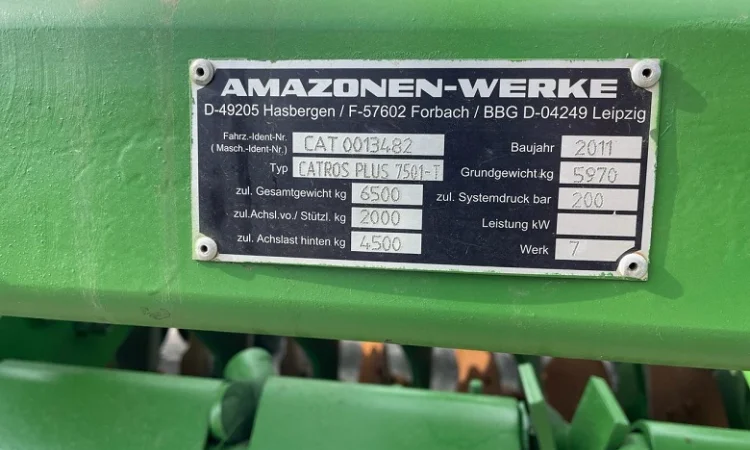 AMAZONEN-WERKE
D-49205 Hasbergen / F-57602 Forbach / BBG D-04249 Leipzig
Fahrz.-Ident-Nr.
( Masch.-Ident-Nr.) CAT 0013482
Typ CATROS PLUS 7501-T
zul. Gesamtgewicht kg 6500
zul.Achsl.vo./ Stützl. kg 2000
zul. Achslast hinten kg 4500
Baujahr 2011
Grundgewicht kg 5970
zul. Systemdruck bar 200
Leistung kW
Werk 7